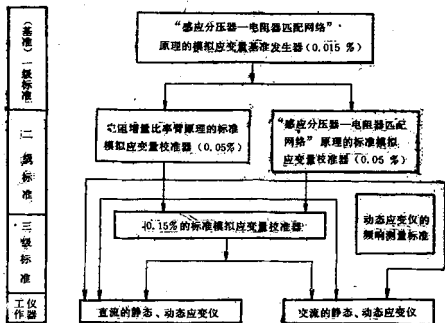 （基准）一级标准
“感应分压器—电阻器匹配网络”
原理的模拟应变量基准发生器（0.015％）
二级标准
电阻增量比率臂原理的标准
模拟应变量校准器（0.05％）
“感应分压器—电阻器匹配
网络”原理的标准模拟
应变量校准器（0.05％）
三级标准
0.15％的标准模拟应变量校准器
动态应变仪的
频响测量标准
工作仪器
直流的静态、动态应变仪
交流的静态、动态应变仪